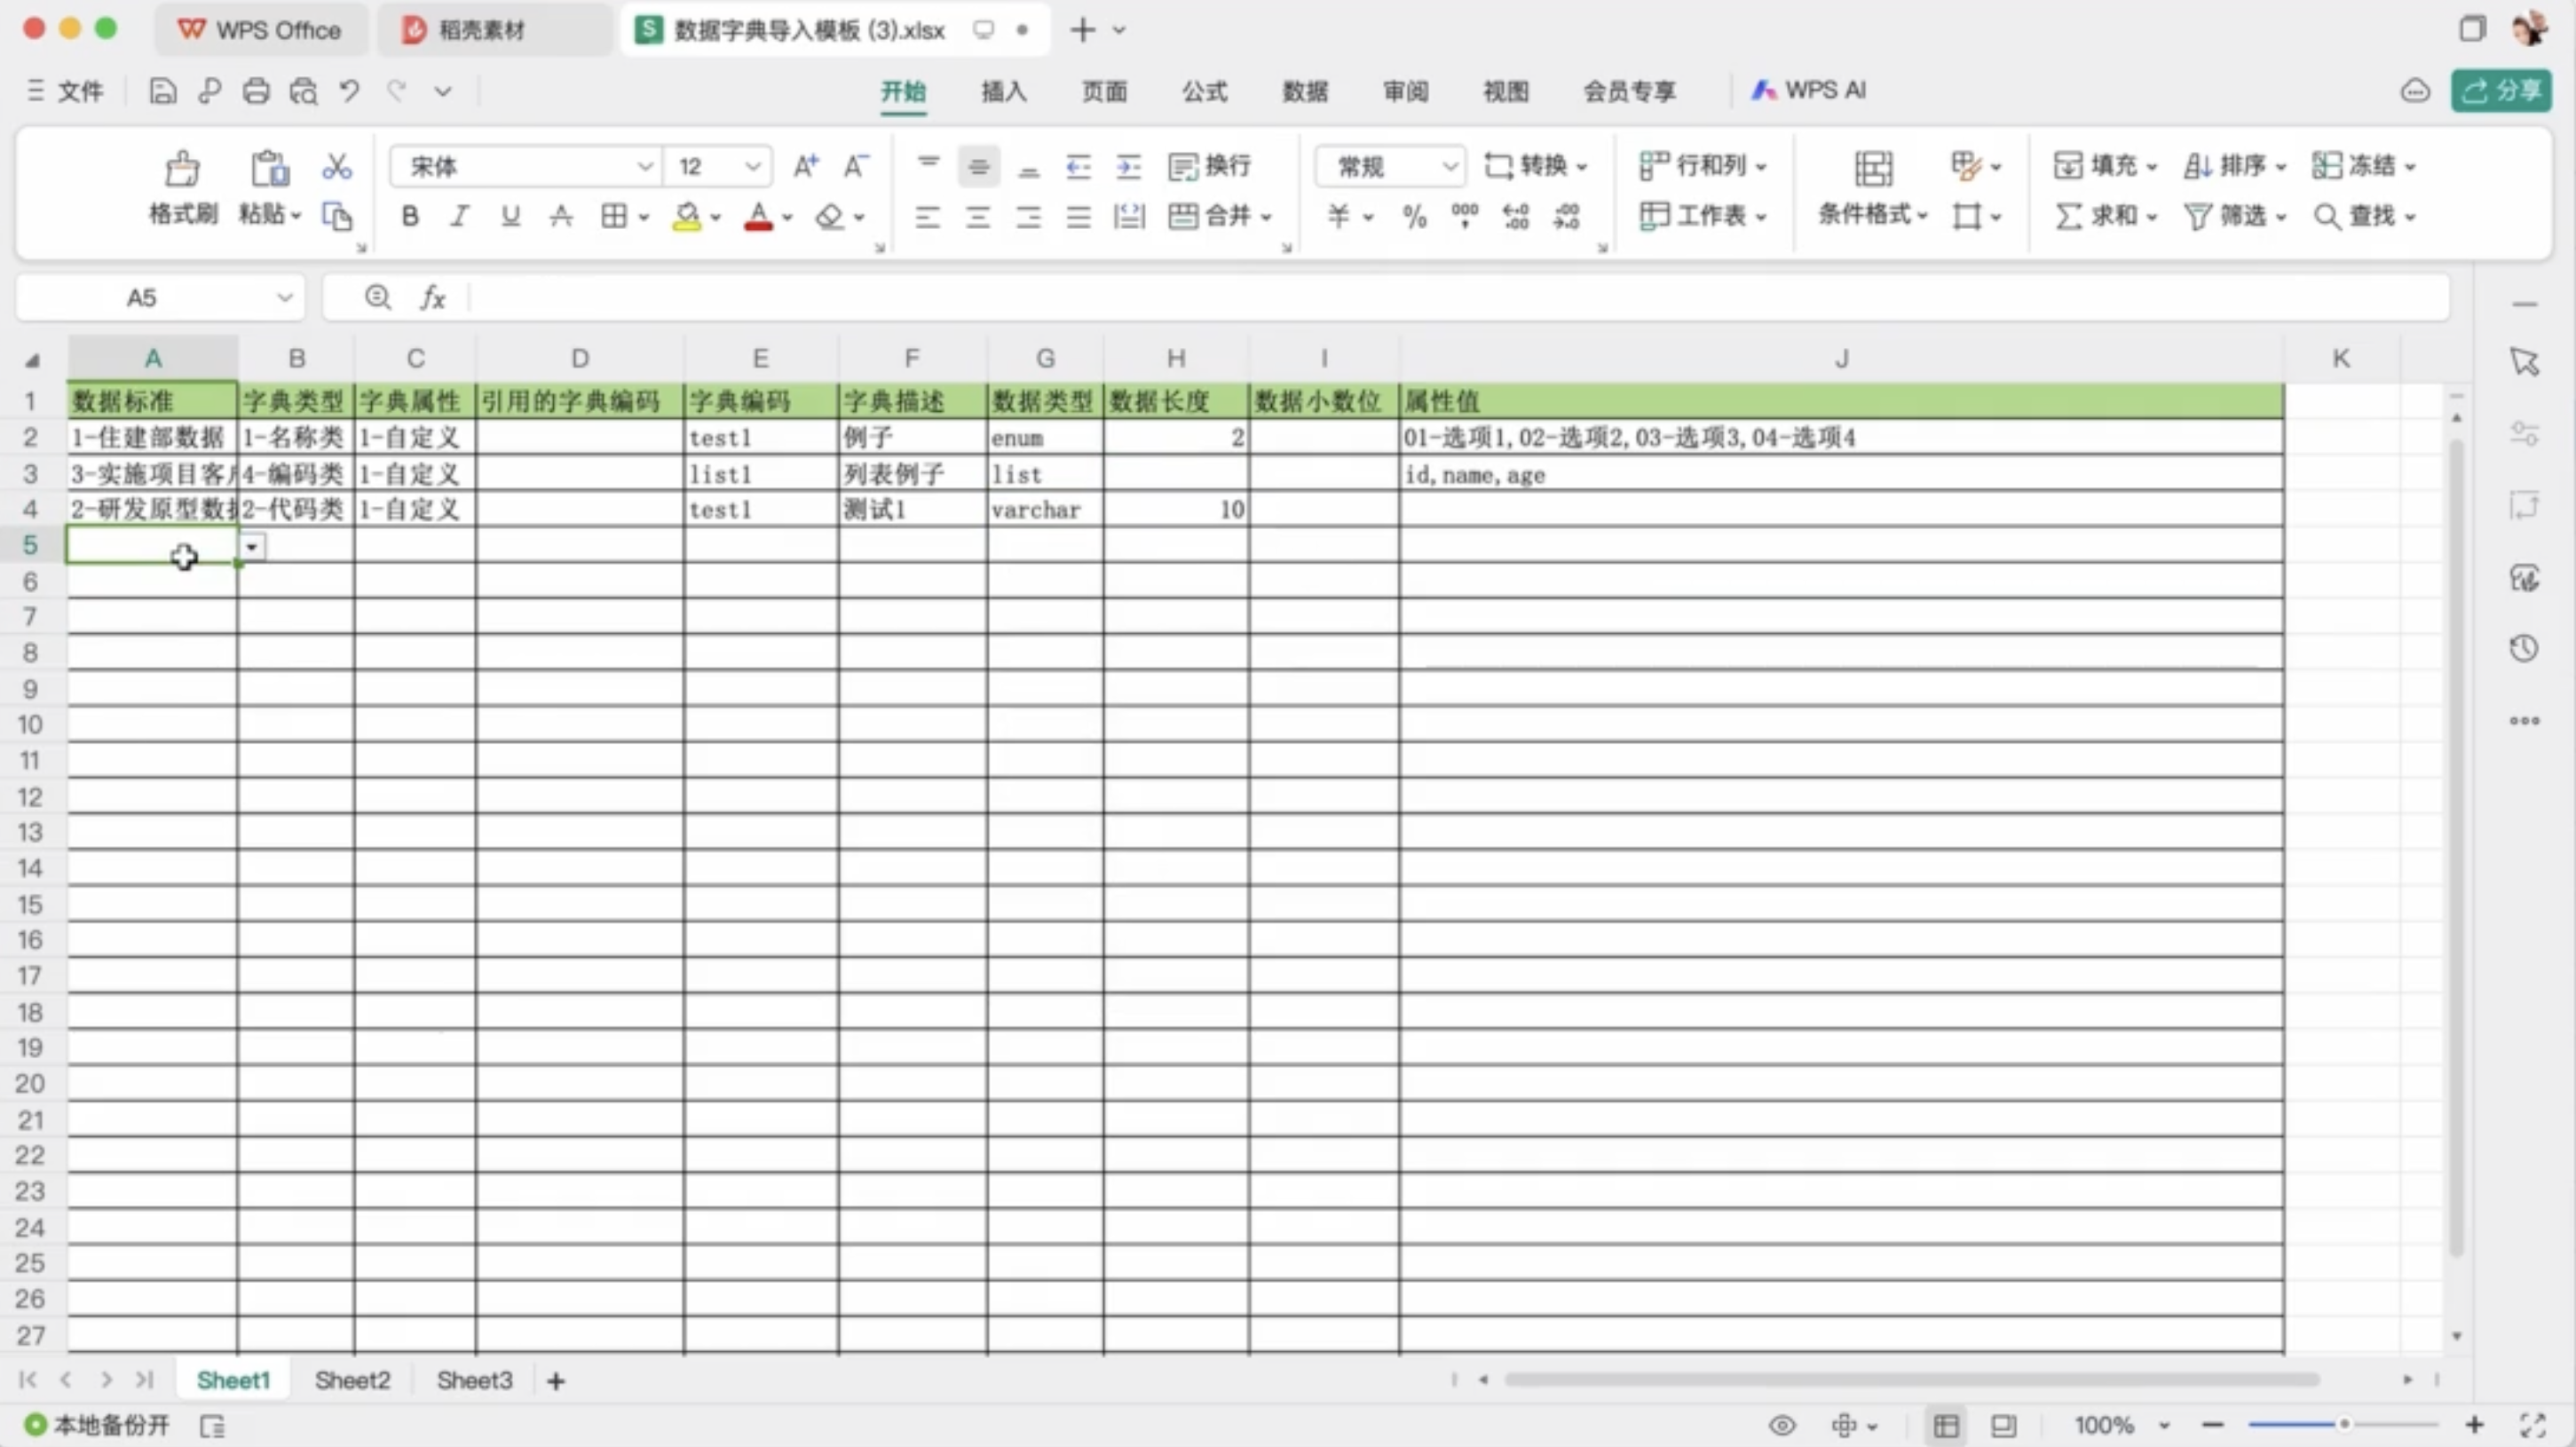 WPS Office 稻壳素材 S 数据字典导入模板 (3).xlsx
文件 开始 插入 页面 公式 数据 审阅 视图 会员专享 WPS AI 分享
宋体 12 换行 常规 转换 行和列 填充 排序 冻结
格式刷 粘贴 B I U A 合并 % 工作表 条件格式 求和 筛选 查找
A5 fx
A B C D E F G H I J K
1 数据标准 字典类型 字典属性 引用的字典编码 字典编码 字典描述 数据类型 数据长度 数据小数位 属性值
2 1-住建部数据 1-名称类 1-自定义 test1 例子 enum 2 01-选项1,02-选项2,03-选项3,04-选项4
3 3-实施项目客 4-编码类 1-自定义 list1 列表例子 list id,name,age
4 2-研发原型数 2-代码类 1-自定义 test1 测试1 varchar 10
5
6
7
8
9
10
11
12
13
14
15
16
17
18
19
20
21
22
23
24
25
26
27
Sheet1 Sheet2 Sheet3 +
本地备份开 100%